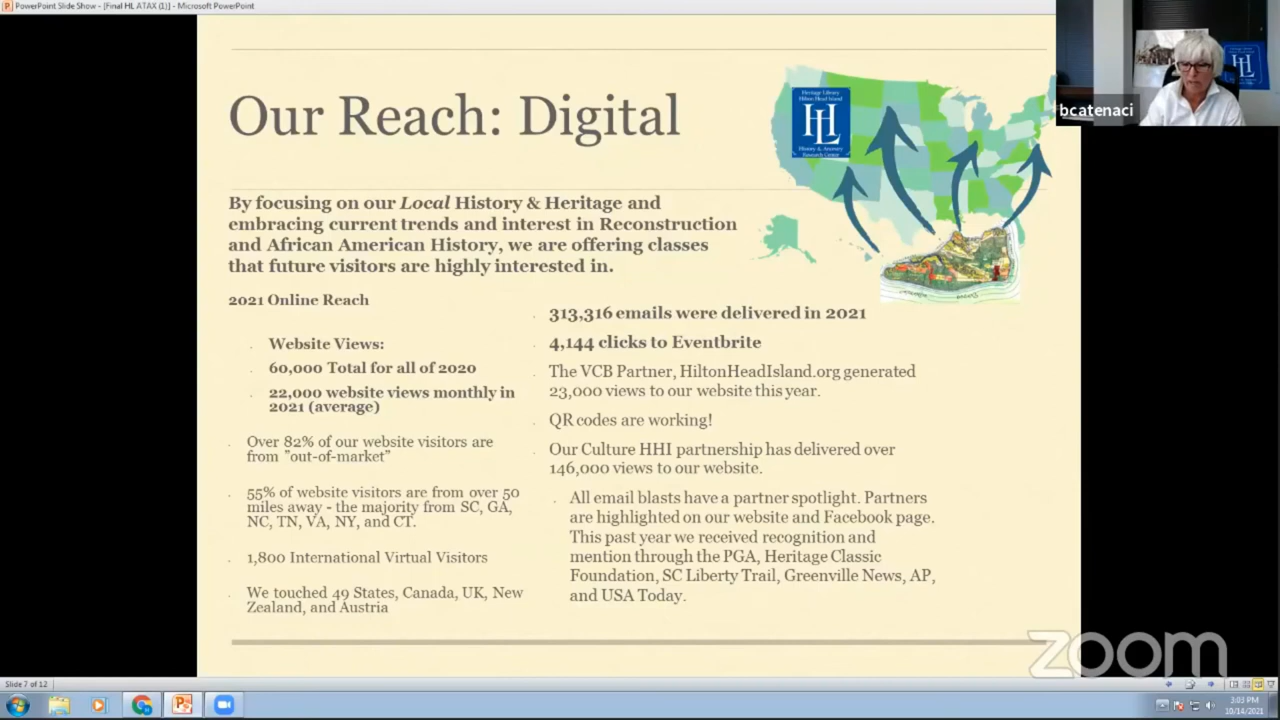 PowerPoint Slide Show - [Final HL ATAX (1)] - Microsoft PowerPoint
bcatenaci
Our Reach: Digital
Heritage Library
Hilton Head Island
HL
History & Ancestry
Research Center
By focusing on our Local History & Heritage and
embracing current trends and interest in Reconstruction
and African American History, we are offering classes
that future visitors are highly interested in.
2021 Online Reach
Website Views:
60,000 Total for all of 2020
22,000 website views monthly in
2021 (average)
Over 82% of our website visitors are
from ”out-of-market”
55% of website visitors are from over 50
miles away - the majority from SC, GA,
NC, TN, VA, NY, and CT.
1,800 International Virtual Visitors
We touched 49 States, Canada, UK, New
Zealand, and Austria
313,316 emails were delivered in 2021
4,144 clicks to Eventbrite
The VCB Partner, HiltonHeadIsland.org generated
23,000 views to our website this year.
QR codes are working!
Our Culture HHI partnership has delivered over
146,000 views to our website.
All email blasts have a partner spotlight. Partners
are highlighted on our website and Facebook page.
This past year we received recognition and
mention through the PGA, Heritage Classic
Foundation, SC Liberty Trail, Greenville News, AP,
and USA Today.
zoom
Slide 7 of 12
3:03 PM
10/14/2021